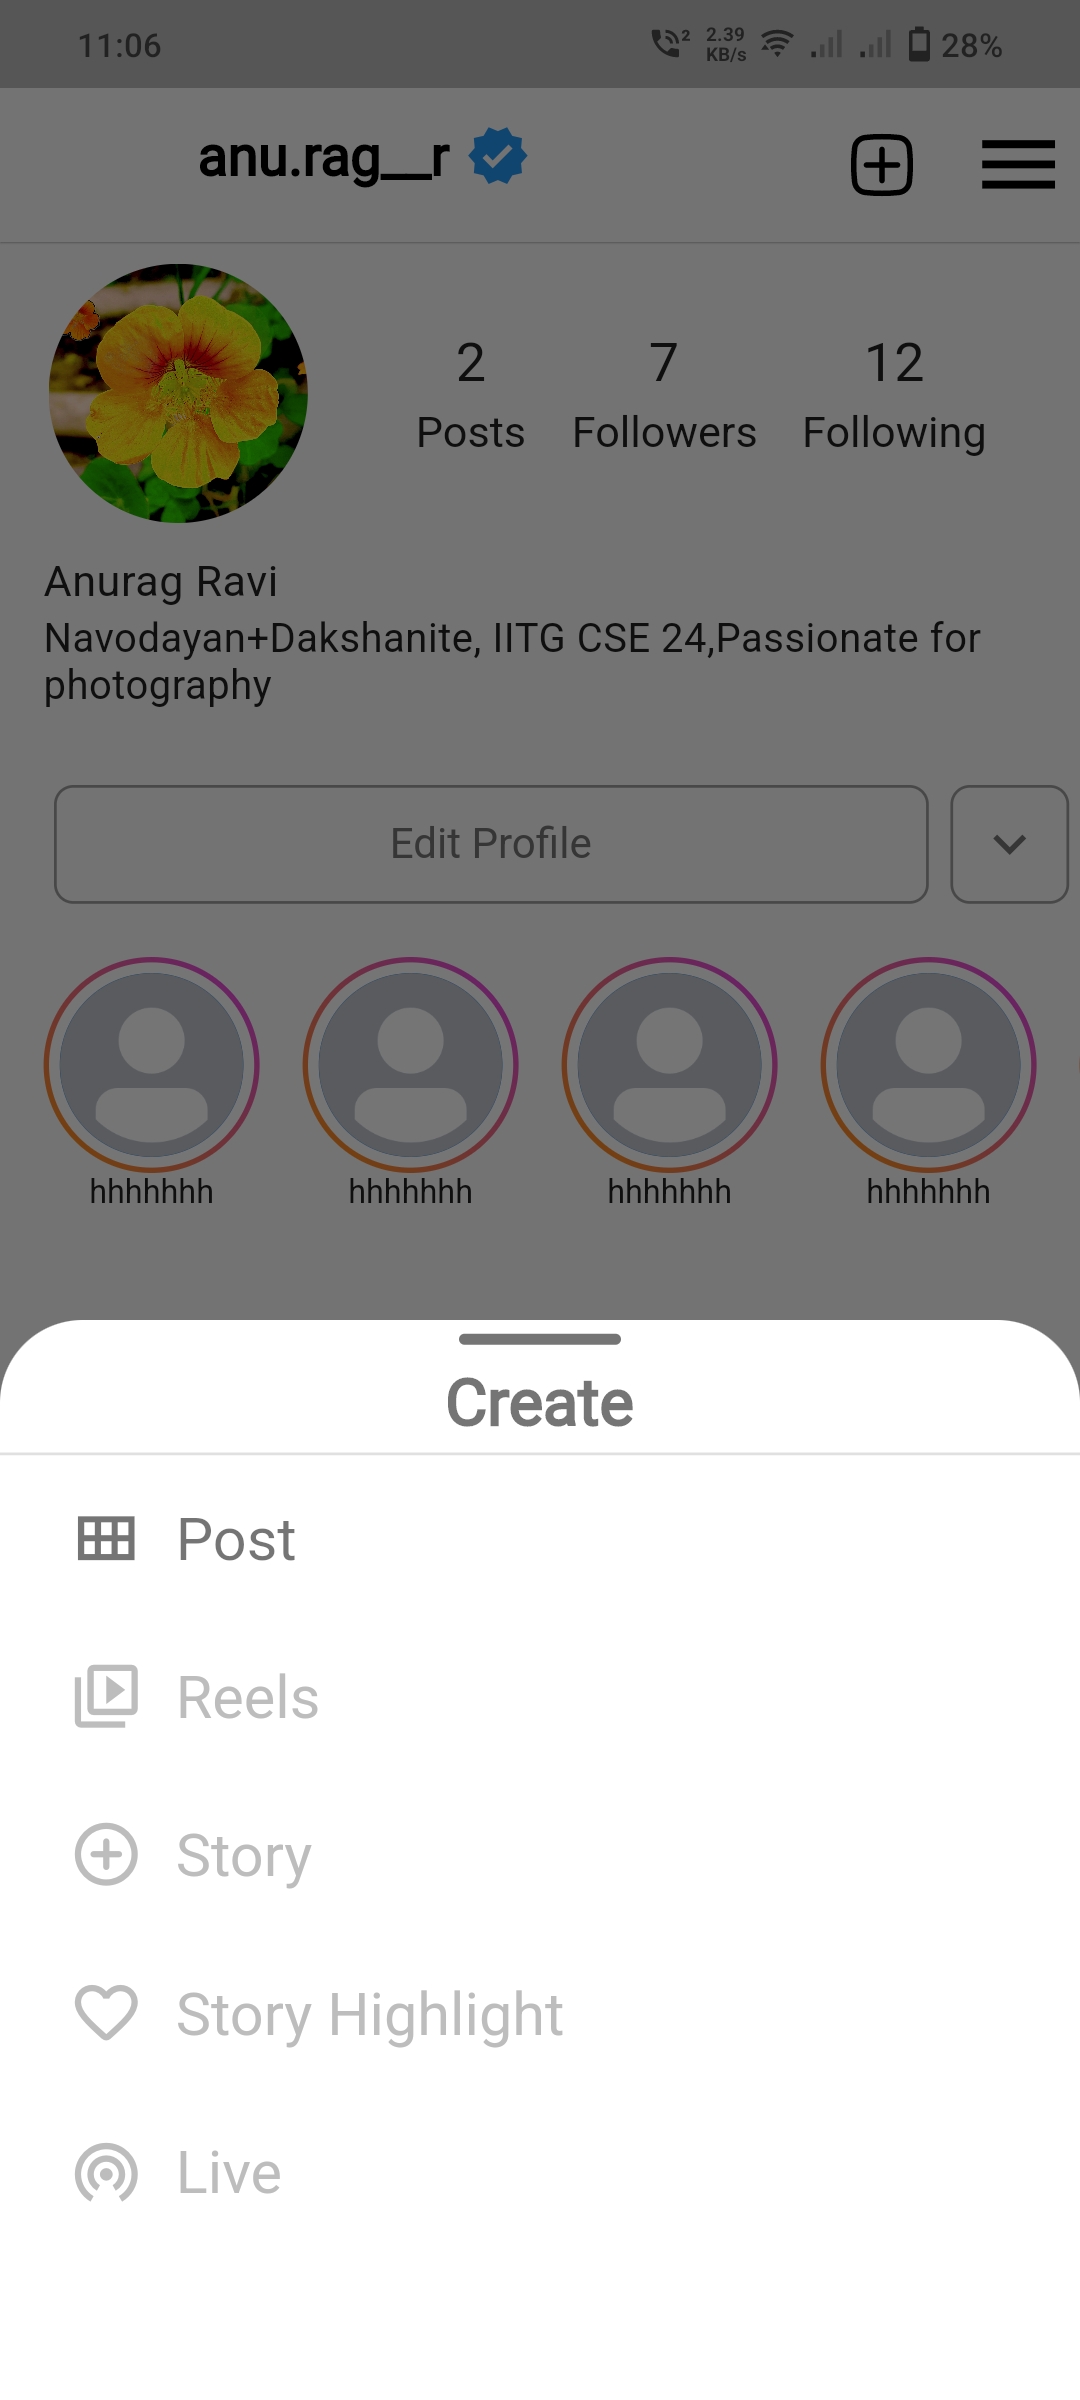 11:06 2 2.39 KB/s 28%
anu.rag__r
2 7 12
Posts Followers Following
Anurag Ravi
Navodayan+Dakshanite, IITG CSE 24,Passionate for
photography
Edit Profile
hhhhhhh hhhhhhh hhhhhhh hhhhhhh
Create
Post
Reels
Story
Story Highlight
Live